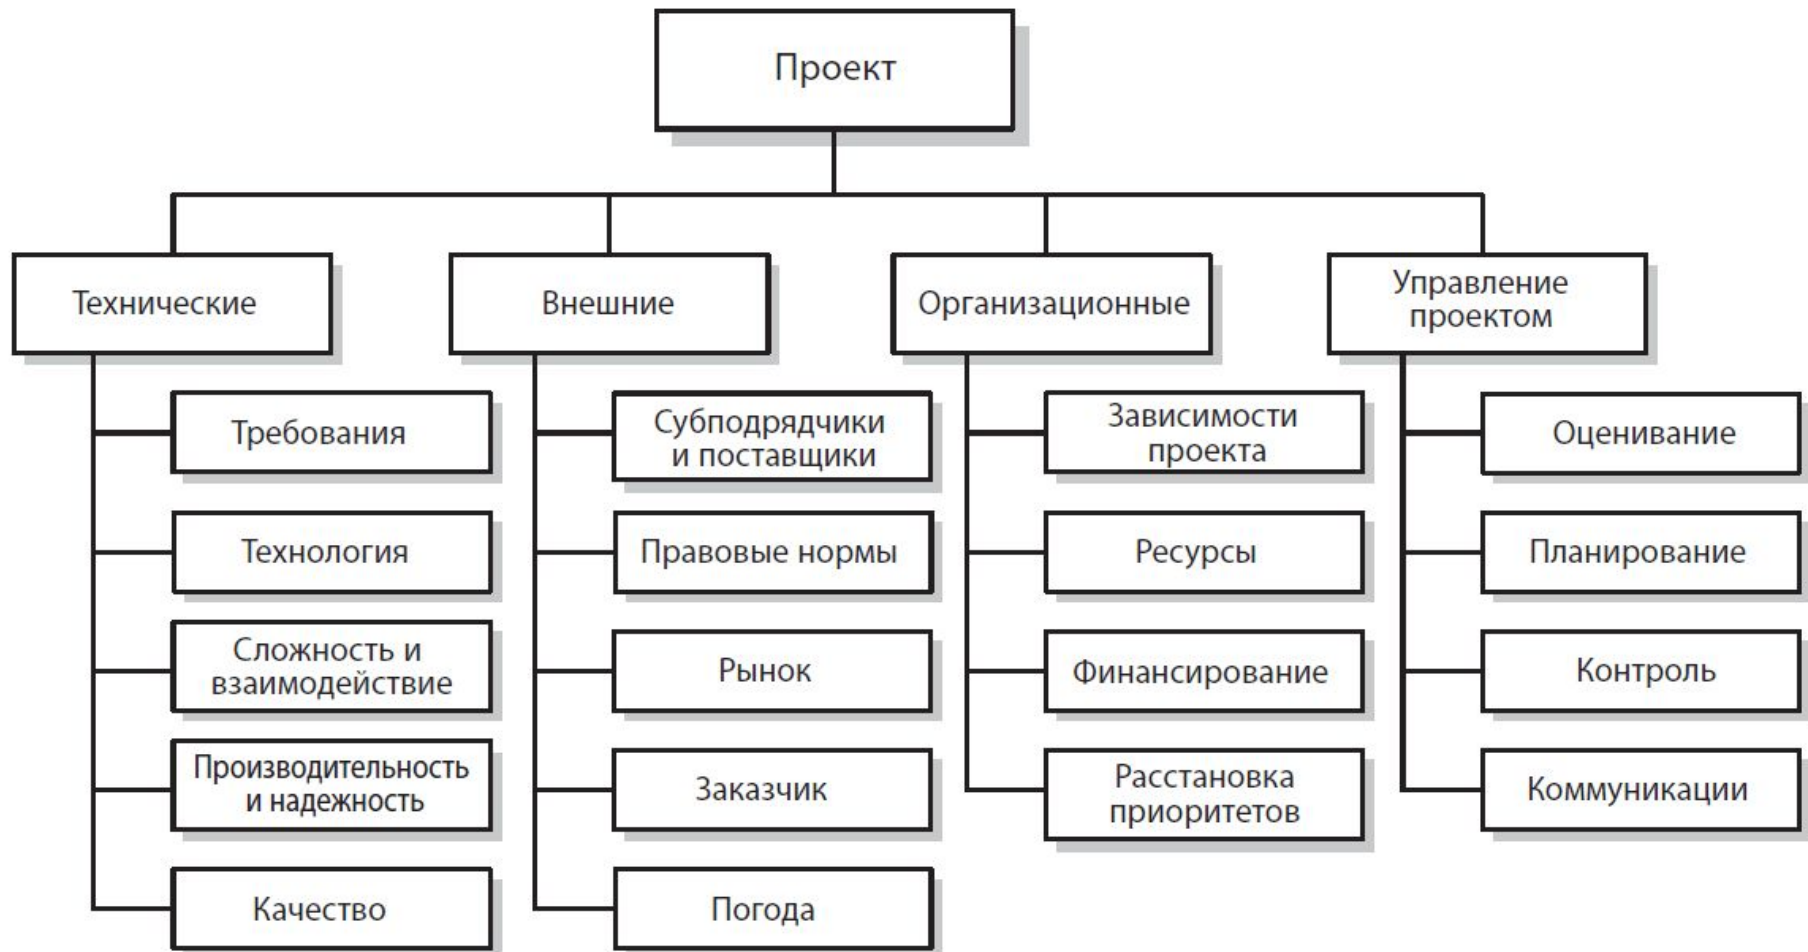 Проект
Технические
Внешние
Организационные
Управление
проектом
Требования
Технология
Сложность и
взаимодействие
Производительность
и надежность
Качество
Субподрядчики
и поставщики
Правовые нормы
Рынок
Заказчик
Погода
Зависимости
проекта
Ресурсы
Финансирование
Расстановка
приоритетов
Оценивание
Планирование
Контроль
Коммуникации